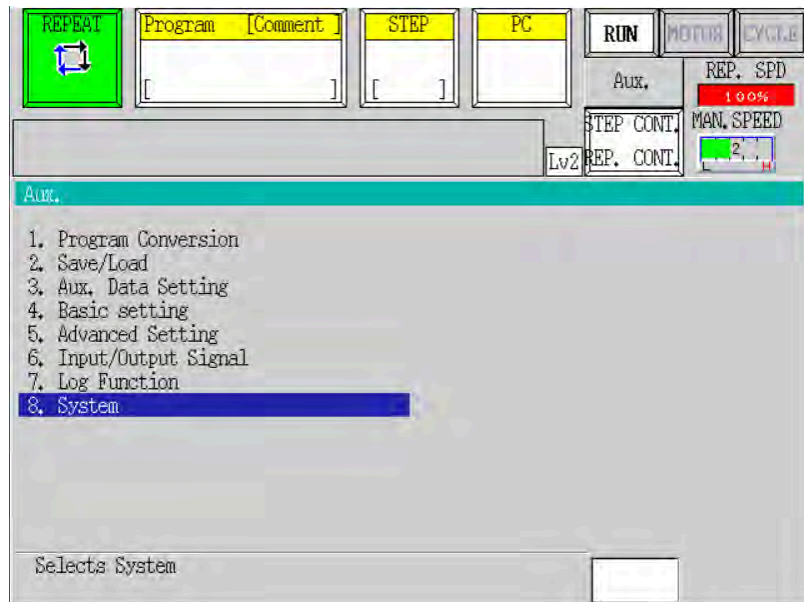 REPEAT
Program [Comment ]
[ ]
STEP
[ ]
PC
RUN
MOTOR
CYCLE
Aux.
REP. SPD
100%
STEP CONT.
REP. CONT.
MAN. SPEED
2
L H
Lv2
Aux.
1. Program Conversion
2. Save/Load
3. Aux. Data Setting
4. Basic setting
5. Advanced Setting
6. Input/Output Signal
7. Log Function
8. System
Selects System